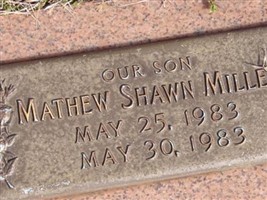 OUR SON
MATHEW SHAWN MILLE
MAY 25, 1983
MAY 30, 1983